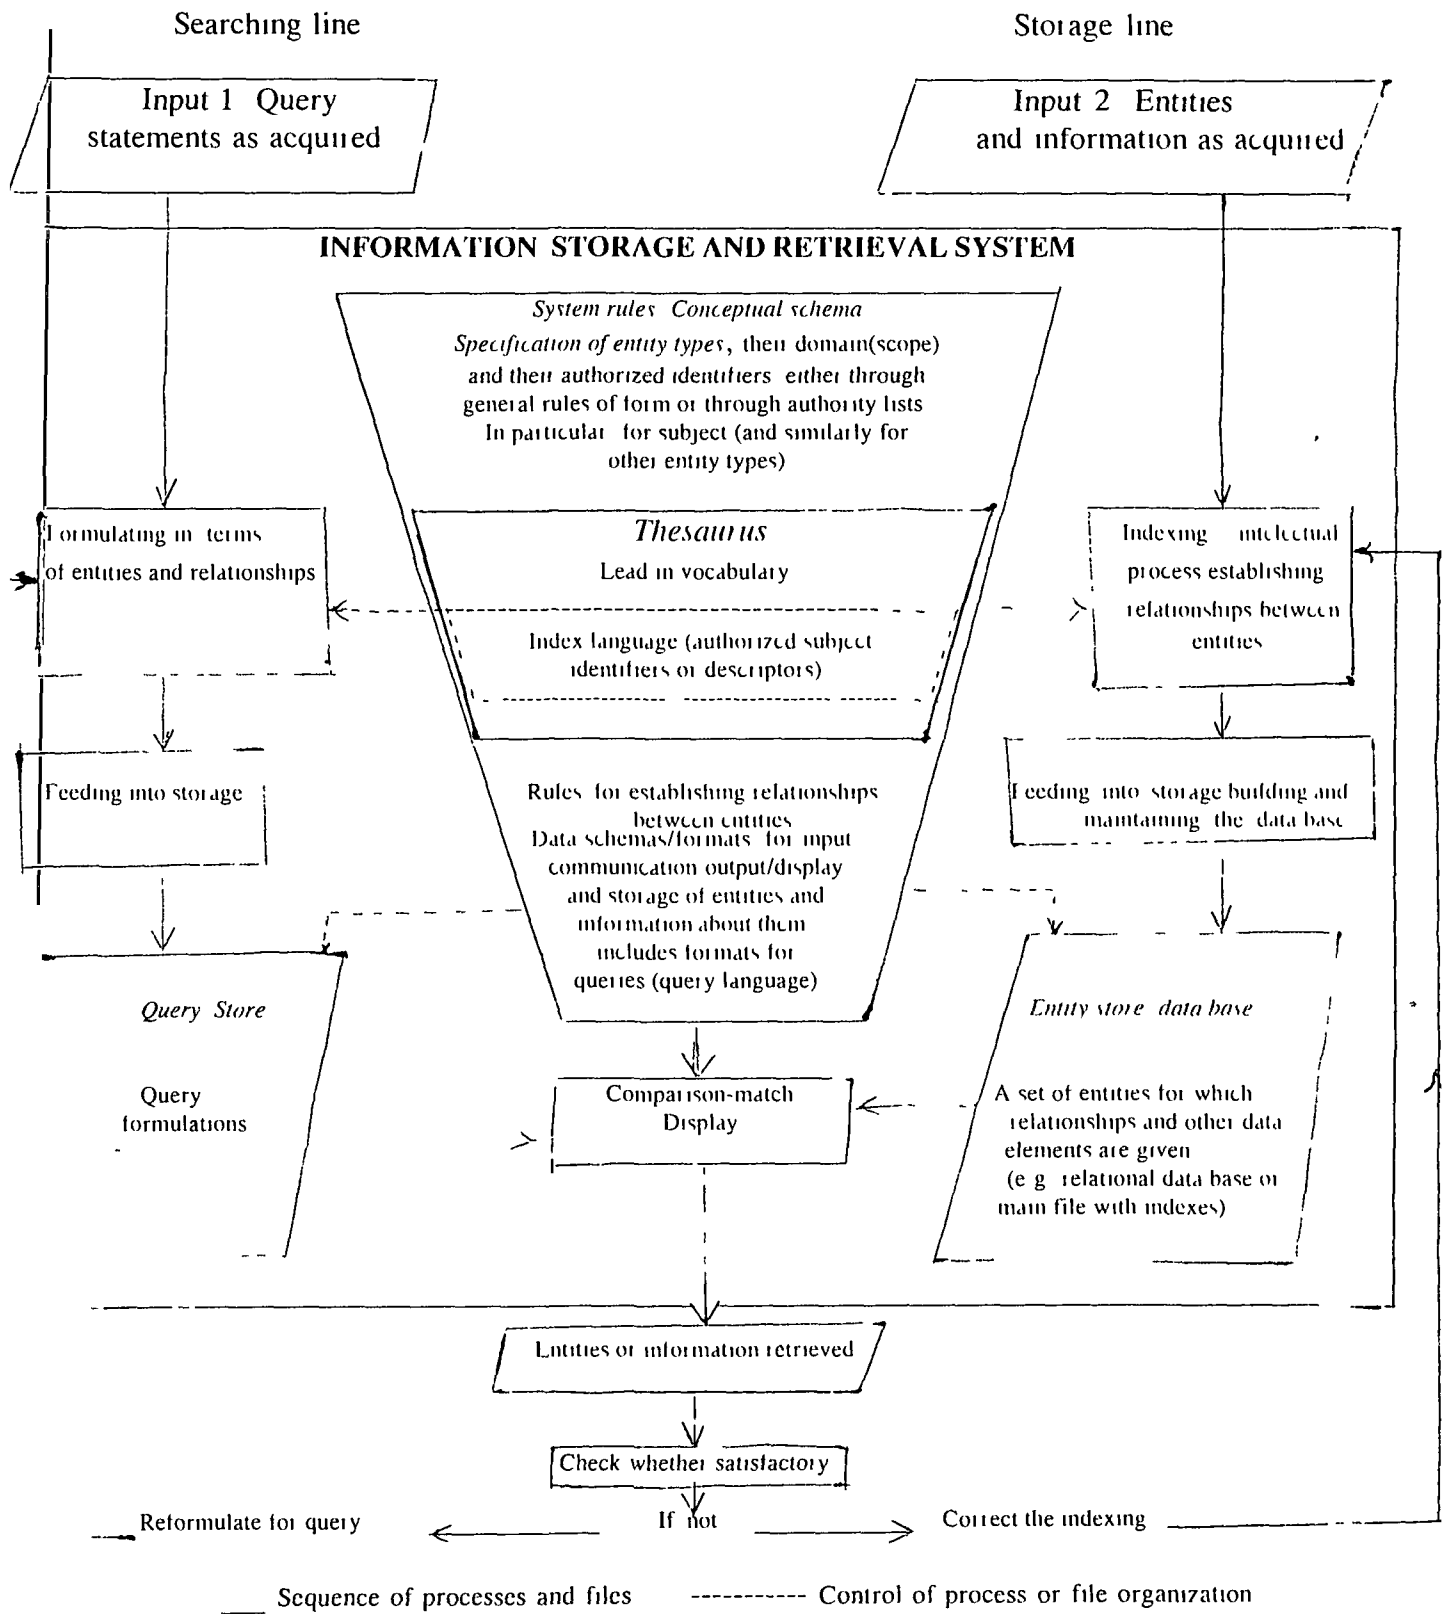 Searching line
Storage line
Input 1 Query
statements as acquired
Input 2 Entities
and information as acquired
INFORMATION STORAGE AND RETRIEVAL SYSTEM
System rules Conceptual schema
Specification of entity types, their domain(scope)
and their authorized identifiers either through
general rules of form or through authority lists
In particular for subject (and similarly for
other entity types)
Thesaurus
Lead in vocabulary
Index language (authorized subject
identifiers or descriptors)
Rules for establishing relationships
between entities
Data schemas/formats for input
communication output/display
and storage of entities and
information about them
includes formats for
queries (query language)
Formulating in terms
of entities and relationships
Feeding into storage
Query Store
Query
formulations
Indexing intelectual
process establishing
relationships between
entities
Feeding into storage building and
maintaining the data base
Entity store data base
A set of entities for which
relationships and other data
elements are given
(e g relational data base or
main file with indexes)
Comparison-match
Display
Entities or information retrieved
Check whether satisfactory
Reformulate for query
If not
Correct the indexing
Sequence of processes and files
Control of process or file organization